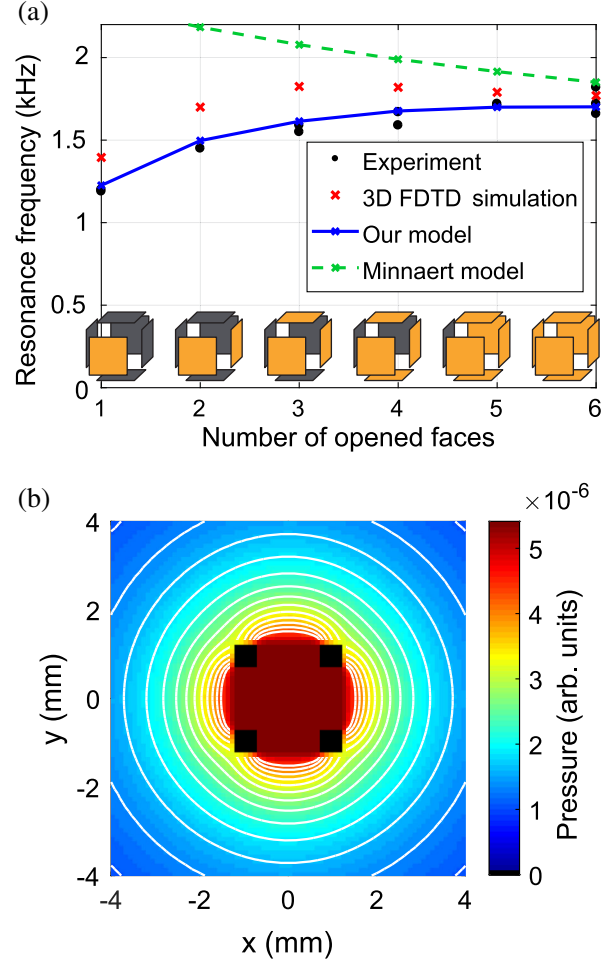 (a)
Resonance frequency (kHz)
2
1.5
1
0.5
0
Experiment
3D FDTD simulation
Our model
Minnaert model
1 2 3 4 5 6
Number of opened faces
(b)
×10⁻⁶
y (mm)
4
2
0
-2
-4
-4 -2 0 2 4
x (mm)
5
4
3
2
1
0
Pressure (arb. units)